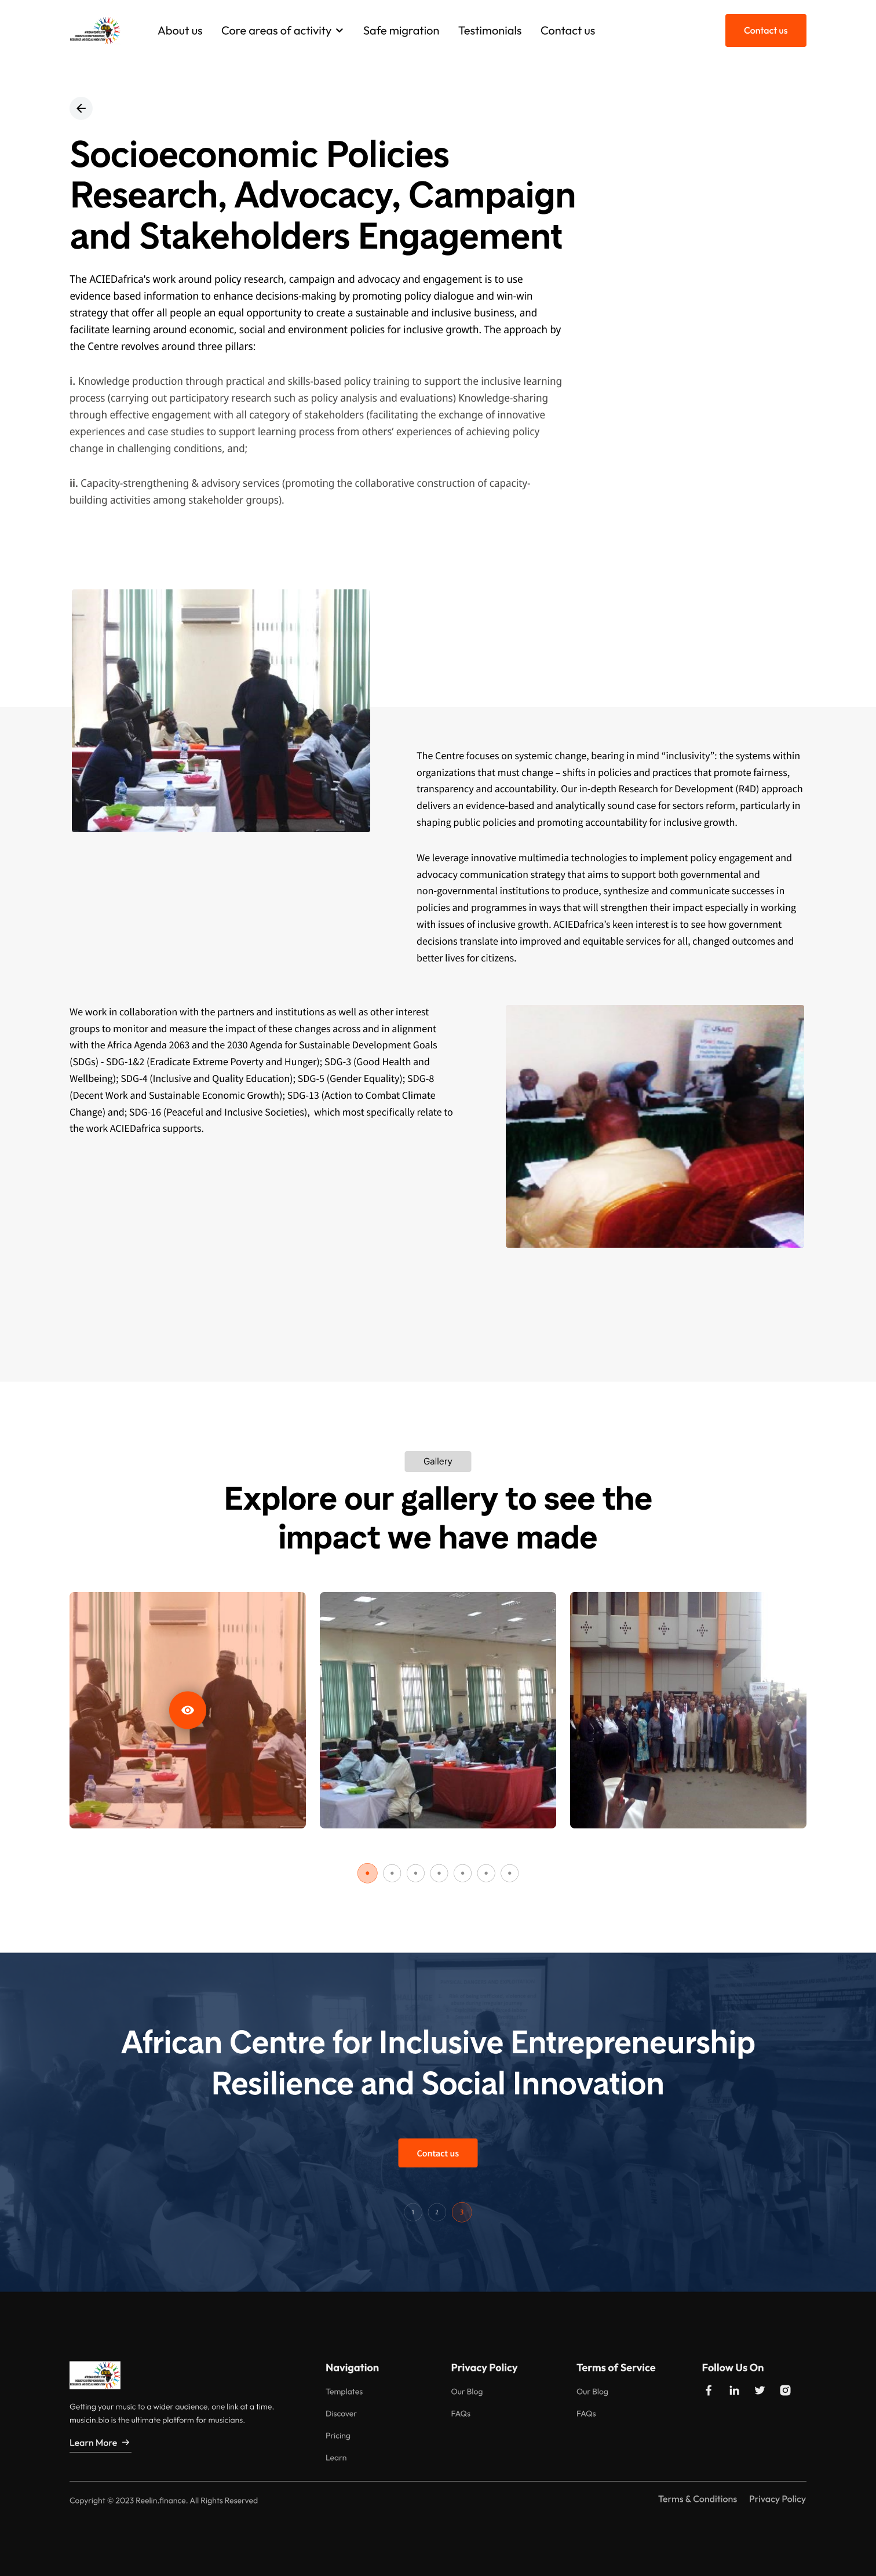 About us
Core areas of activity
Safe migration
Testimonials
Contact us
Contact us
Socioeconomic Policies
Research, Advocacy, Campaign
and Stakeholders Engagement
The ACIEDafrica's work around policy research, campaign and advocacy and engagement is to use
evidence based information to enhance decisions-making by promoting policy dialogue and win-win
strategy that offer all people an equal opportunity to create a sustainable and inclusive business, and
facilitate learning around economic, social and environment policies for inclusive growth. The approach by
the Centre revolves around three pillars:
i. Knowledge production through practical and skills-based policy training to support the inclusive learning
process (carrying out participatory research such as policy analysis and evaluations) Knowledge-sharing
through effective engagement with all category of stakeholders (facilitating the exchange of innovative
experiences and case studies to support learning process from others' experiences of achieving policy
change in challenging conditions, and;
ii. Capacity-strengthening & advisory services (promoting the collaborative construction of capacity-
building activities among stakeholder groups).
The Centre focuses on systemic change, bearing in mind “inclusivity”: the systems within
organizations that must change – shifts in policies and practices that promote fairness,
transparency and accountability. Our in-depth Research for Development (R4D) approach
delivers an evidence-based and analytically sound case for sectors reform, particularly in
shaping public policies and promoting accountability for inclusive growth.
We leverage innovative multimedia technologies to implement policy engagement and
advocacy communication strategy that aims to support both governmental and
non-governmental institutions to produce, synthesize and communicate successes in
policies and programmes in ways that will strengthen their impact especially in working
with issues of inclusive growth. ACIEDafrica's keen interest is to see how government
decisions translate into improved and equitable services for all, changed outcomes and
better lives for citizens.
We work in collaboration with the partners and institutions as well as other interest
groups to monitor and measure the impact of these changes across and in alignment
with the Africa Agenda 2063 and the 2030 Agenda for Sustainable Development Goals
(SDGs) - SDG-1&2 (Eradicate Extreme Poverty and Hunger); SDG-3 (Good Health and
Wellbeing); SDG-4 (Inclusive and Quality Education); SDG-5 (Gender Equality); SDG-8
(Decent Work and Sustainable Economic Growth); SDG-13 (Action to Combat Climate
Change) and; SDG-16 (Peaceful and Inclusive Societies), which most specifically relate to
the work ACIEDafrica supports.
USAID
Gallery
Explore our gallery to see the
impact we have made
African Centre for Inclusive Entrepreneurship
Resilience and Social Innovation
Contact us
1 2 3
Getting your music to a wider audience, one link at a time.
musicin.bio is the ultimate platform for musicians.
Learn More
Navigation
Templates
Discover
Pricing
Learn
Privacy Policy
Our Blog
FAQs
Terms of Service
Our Blog
FAQs
Follow Us On
Copyright © 2023 Reelin.finance. All Rights Reserved
Terms & Conditions
Privacy Policy